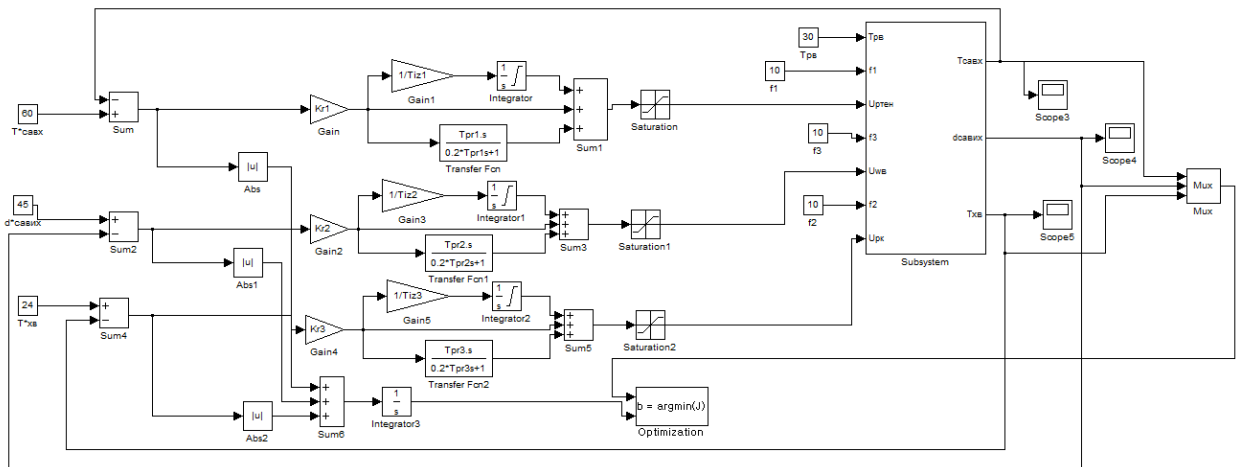 30
Трв
10
f1
Трв
f1
Uртен
f3
Uwв
f2
Uрк
Тсавх
dсавих
Тхв
Subsystem
Scope3
Scope4
Scope5
Mux
Mux
60
T*савх
Sum
|u|
Abs
Kr1
Gain
1/Tiz1
Gain1
1
s
Integrator
Tpr1.s
0.2*Tpr1s+1
Transfer Fcn
Sum1
Saturation
10
f3
10
f2
45
d*савих
Sum2
|u|
Abs1
Kr2
Gain2
1/Tiz2
Gain3
1
s
Integrator1
Tpr2.s
0.2*Tpr2s+1
Transfer Fcn1
Sum3
Saturation1
24
T*хв
Sum4
Kr3
Gain4
1/Tiz3
Gain5
1
s
Integrator2
Tpr3.s
0.2*Tpr3s+1
Transfer Fcn2
Sum5
Saturation2
|u|
Abs2
Sum6
1
s
Integrator3
b = argmin(J)
Optimization